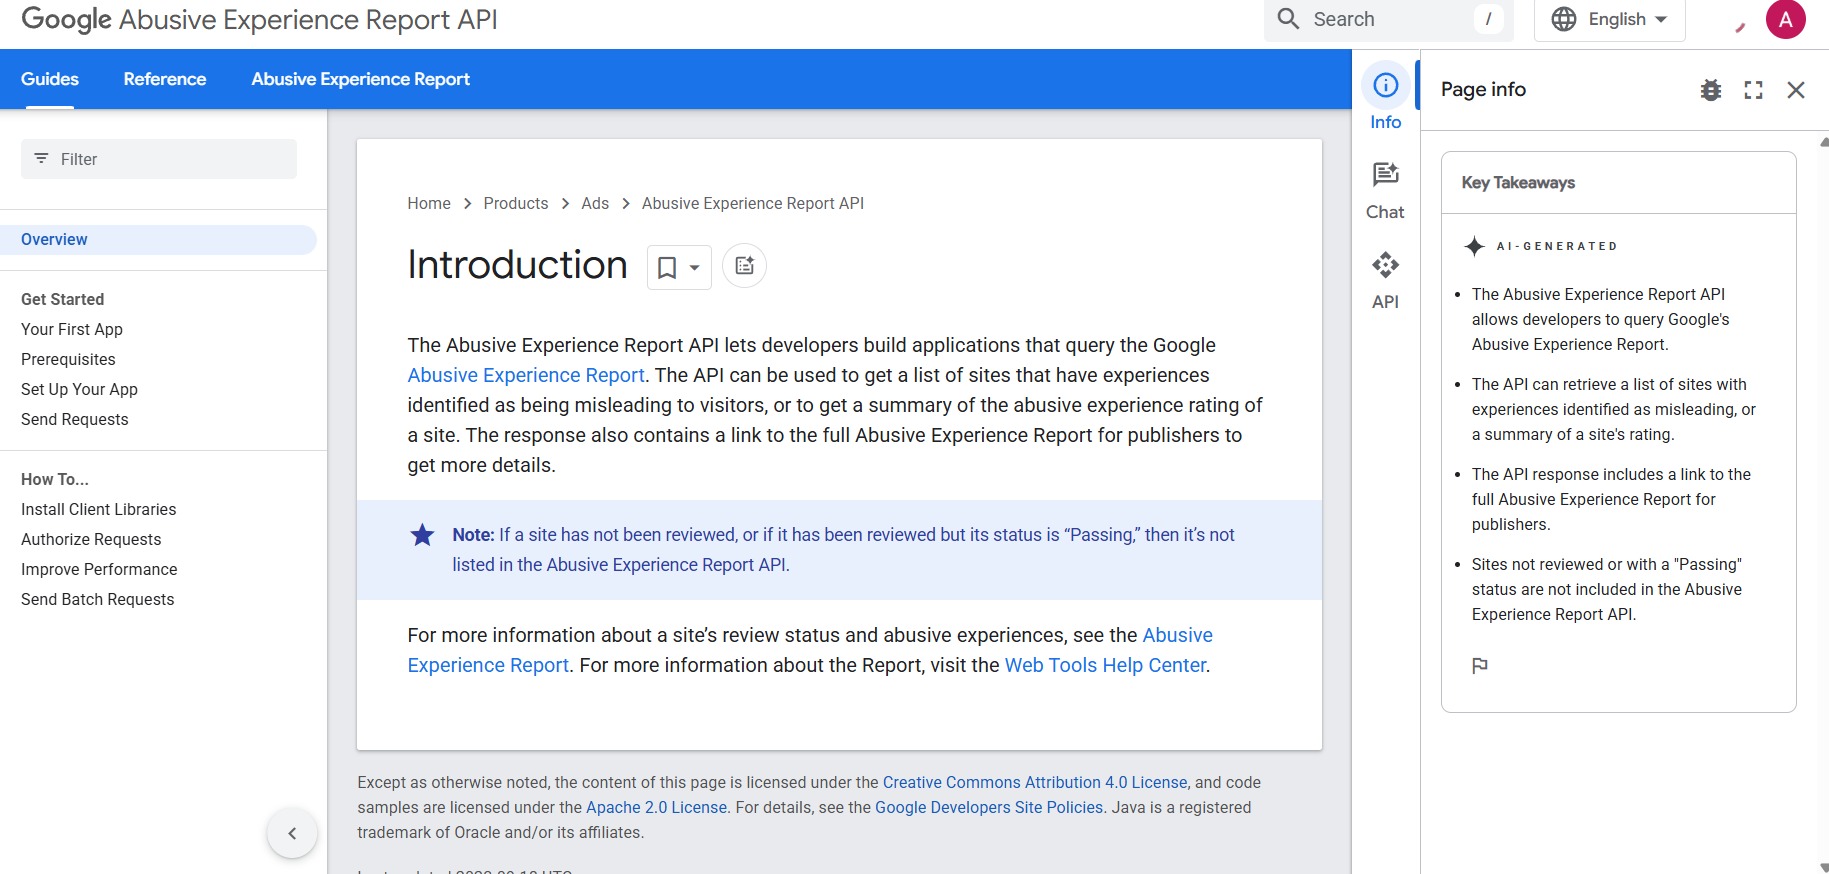 Google Abusive Experience Report API
Search
/
English
A
Guides
Reference
Abusive Experience Report
Filter
Overview
Get Started
Your First App
Prerequisites
Set Up Your App
Send Requests
How To...
Install Client Libraries
Authorize Requests
Improve Performance
Send Batch Requests
Home
Products
Ads
Abusive Experience Report API
Introduction
The Abusive Experience Report API lets developers build applications that query the Google
Abusive Experience Report. The API can be used to get a list of sites that have experiences
identified as being misleading to visitors, or to get a summary of the abusive experience rating of
a site. The response also contains a link to the full Abusive Experience Report for publishers to
get more details.
Note: If a site has not been reviewed, or if it has been reviewed but its status is “Passing,” then it’s not
listed in the Abusive Experience Report API.
For more information about a site’s review status and abusive experiences, see the Abusive
Experience Report. For more information about the Report, visit the Web Tools Help Center.
Except as otherwise noted, the content of this page is licensed under the Creative Commons Attribution 4.0 License, and code
samples are licensed under the Apache 2.0 License. For details, see the Google Developers Site Policies. Java is a registered
trademark of Oracle and/or its affiliates.
Info
Chat
API
Page info
Key Takeaways
AI-GENERATED
• The Abusive Experience Report API
allows developers to query Google's
Abusive Experience Report.
• The API can retrieve a list of sites with
experiences identified as misleading, or
a summary of a site's rating.
• The API response includes a link to the
full Abusive Experience Report for
publishers.
• Sites not reviewed or with a "Passing"
status are not included in the Abusive
Experience Report API.